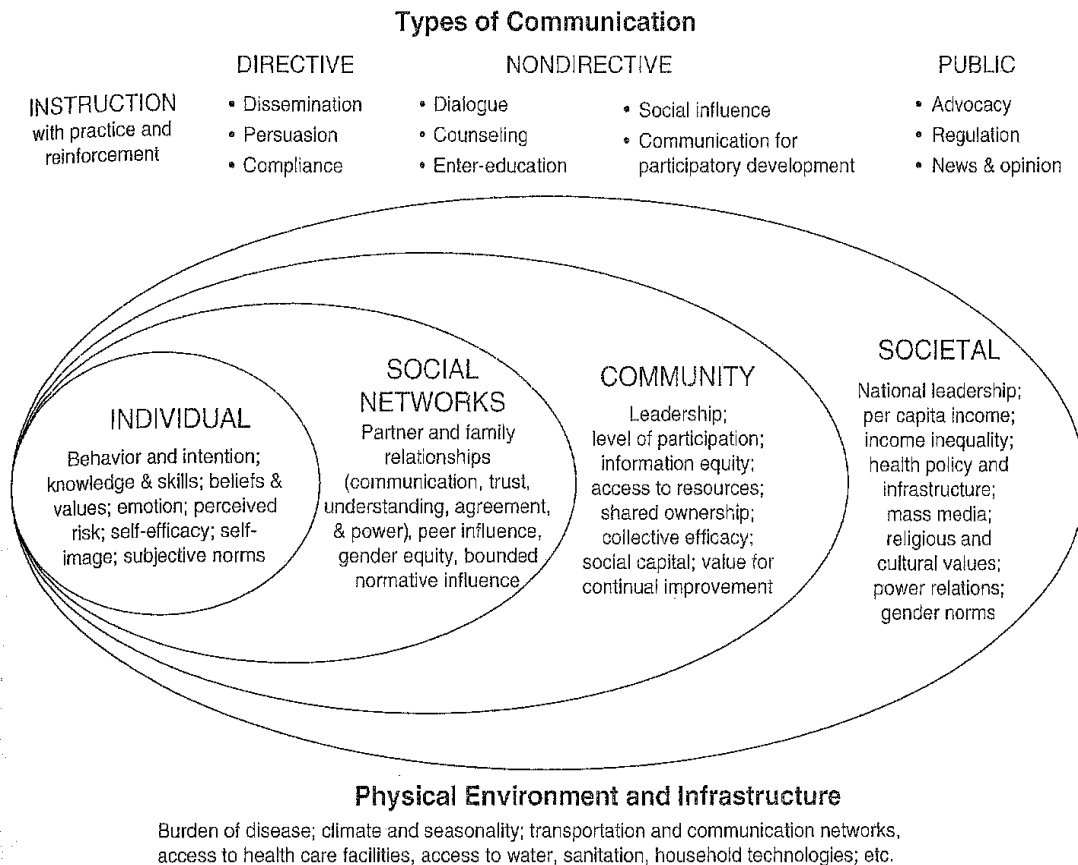 Types of Communication
INSTRUCTION
with practice and
reinforcement
DIRECTIVE
• Dissemination
• Persuasion
• Compliance
NONDIRECTIVE
• Dialogue
• Counseling
• Enter-education
• Social influence
• Communication for
participatory development
PUBLIC
• Advocacy
• Regulation
• News & opinion
INDIVIDUAL
Behavior and intention;
knowledge & skills; beliefs &
values; emotion; perceived
risk; self-efficacy; self-
image; subjective norms
SOCIAL
NETWORKS
Partner and family
relationships
(communication, trust,
understanding, agreement,
& power), peer influence,
gender equity, bounded
normative influence
COMMUNITY
Leadership;
level of participation;
information equity;
access to resources;
shared ownership;
collective efficacy;
social capital; value for
continual improvement
SOCIETAL
National leadership;
per capita income;
income inequality;
health policy and
infrastructure;
mass media;
religious and
cultural values;
power relations;
gender norms
Physical Environment and Infrastructure
Burden of disease; climate and seasonality; transportation and communication networks,
access to health care facilities, access to water, sanitation, household technologies; etc.